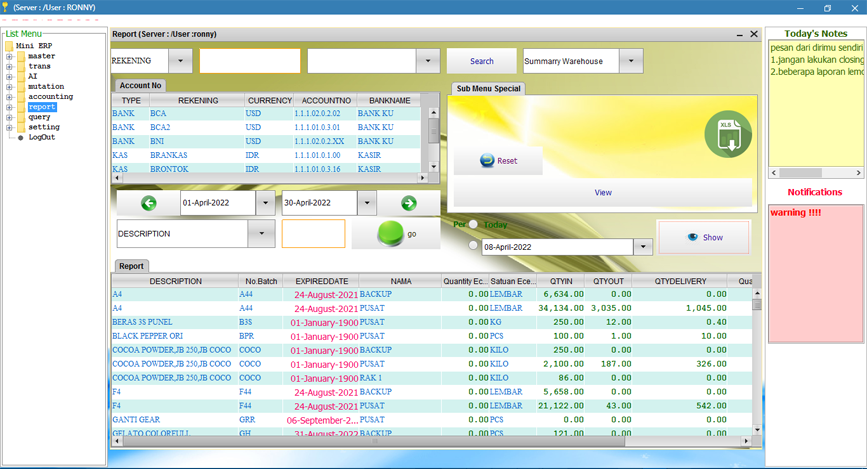 (Server : /User : RONNY)
List Menu
Mini ERP
master
trans
AI
mutation
accounting
report
query
setting
LogOut
Report (Server : /User :ronny)
REKENING
Search
Summarry Warehouse
Account No
TYPE REKENING CURRENCY ACCOUNTNO BANKNAME
BANK BCA USD 1.1.02.0.2.02 BANK KU
BANK BCA2 USD 1.1.01.0.3.01 BANK KU
BANK BNI USD 1.1.02.0.2.XX BANK KU
KAS BRANKAS IDR 1.1.01.0.1.00 KASIR
KAS BRONTOK IDR 1.1.01.0.3.16 KASIR
Sub Menu Special
XLS
Reset
View
01-April-2022 30-April-2022
DESCRIPTION
go
Per Today
08-April-2022
Show
Report
DESCRIPTION No.Batch EXPIREDDATE NAMA Quantity Ec... Satuan Ece... QTYIN QTYOUT QTYDELIVERY Qua
A4 A44 24-August-2021 BACKUP 0.00 LEMBAR 6,634.00 0.00 0.00
A4 A44 24-August-2021 PUSAT 0.00 LEMBAR 34,134.00 3,035.00 1,045.00
BERAS 3S PUNEL B3S 01-January-1900 PUSAT 0.00 KG 250.00 12.00 0.40
BLACK PEPPER ORI BPR 01-January-1900 PUSAT 0.00 PCS 100.00 1.00 10.00
COCOA POWDER,JB 250,JB COCO COCO 01-January-1900 BACKUP 0.00 KILO 250.00 0.00 0.00
COCOA POWDER,JB 250,JB COCO COCO 01-January-1900 PUSAT 0.00 KILO 2,100.00 187.00 326.00
COCOA POWDER,JB 250,JB COCO COCO 01-January-1900 RAK 1 0.00 KILO 86.00 0.00 0.00
F4 F44 24-August-2021 BACKUP 0.00 LEMBAR 5,658.00 0.00 0.00
F4 F44 24-August-2021 PUSAT 0.00 LEMBAR 21,122.00 43.00 542.00
GANTI GEAR GRR 06-September-2... PUSAT 0.00 PCS 0.00 0.00 0.00
GELATO COLORFULL GH 31-August-2022 BACKUP 0.00 PCS 121.00 0.00 0.00
Today's Notes
pesan dari dirimu sendiri
1.jangan lakukan closing
2.beberapa laporan lemo
Notifications
warning !!!!